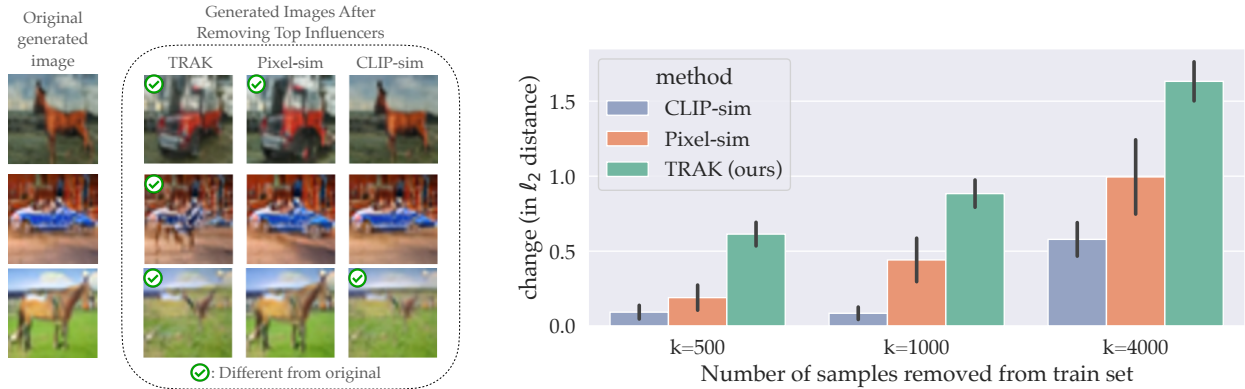 Original
generated
image
Generated Images After
Removing Top Influencers
TRAK
Pixel-sim
CLIP-sim
: Different from original
method
CLIP-sim
Pixel-sim
TRAK (ours)
change (in ℓ₂ distance)
1.5
1.0
0.5
0.0
k=500
k=1000
k=4000
Number of samples removed from train set